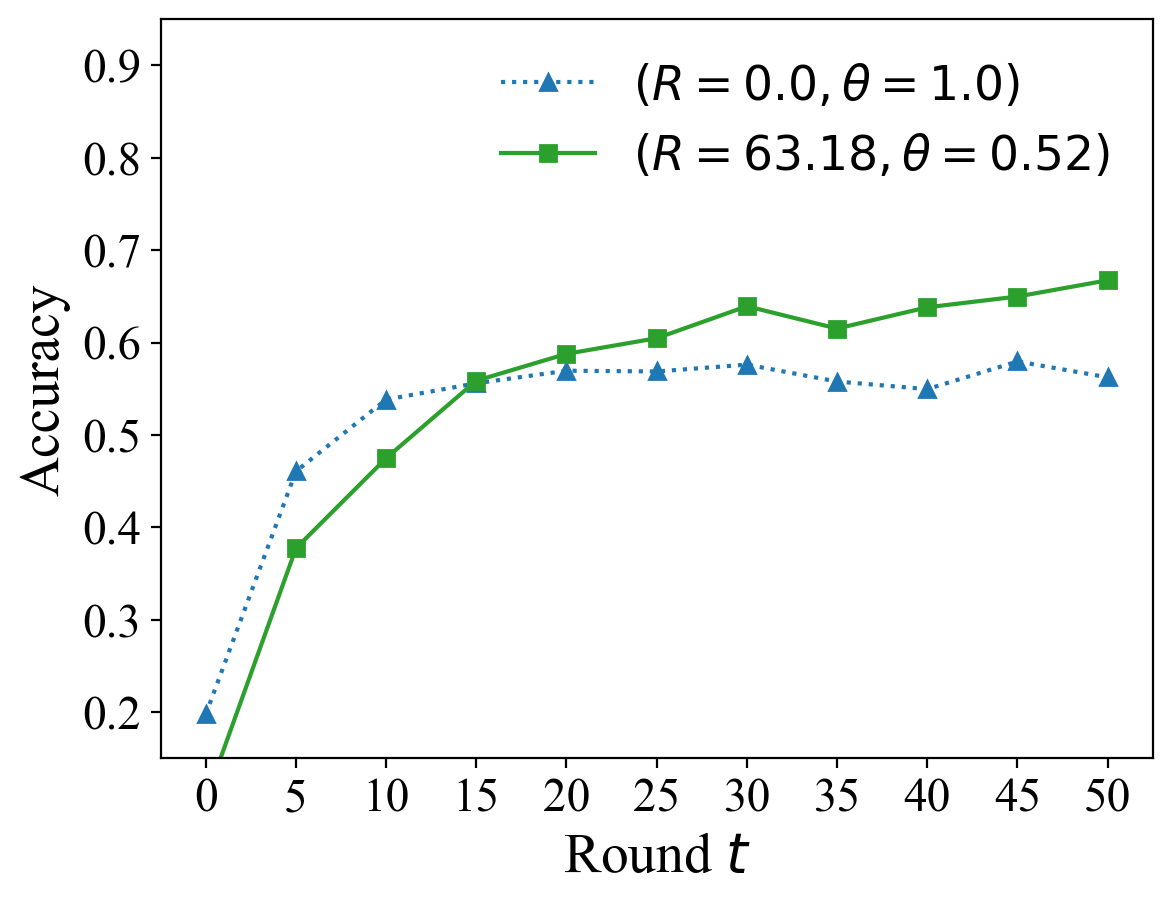 (R = 0.0, θ = 1.0)
(R = 63.18, θ = 0.52)
Accuracy
0.9
0.8
0.7
0.6
0.5
0.4
0.3
0.2
0 5 10 15 20 25 30 35 40 45 50
Round t